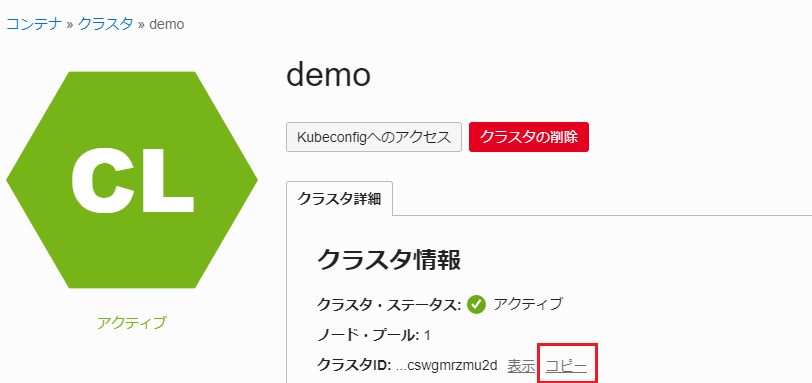 コンテナ » クラスタ » demo
CL
アクティブ
demo
Kubeconfigへのアクセス クラスタの削除
クラスタ詳細
クラスタ情報
クラスタ・ステータス: アクティブ
ノード・プール: 1
クラスタID: ...cswgmrzmu2d 表示 コピー